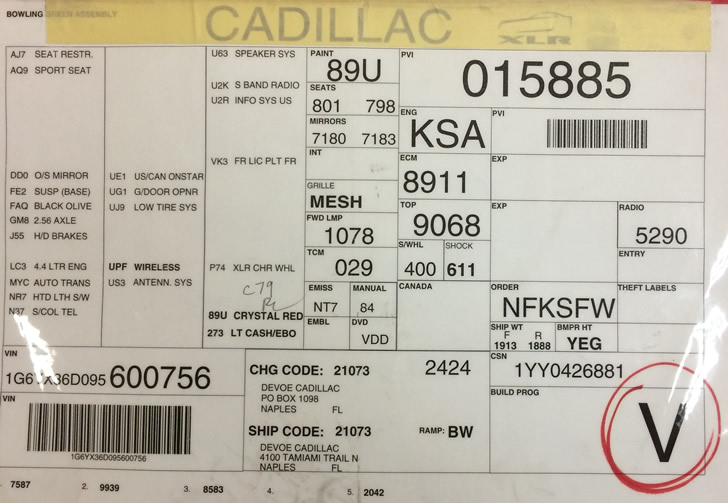 BOWLING GREEN ASSEMBLY
CADILLAC
XLR
AJ7 SEAT RESTR.
AQ9 SPORT SEAT
DD0 O/S MIRROR
FE2 SUSP (BASE)
FAQ BLACK OLIVE
GM8 2.56 AXLE
J55 H/D BRAKES
LC3 4.4 LTR ENG
MYC AUTO TRANS
NR7 HTD LTH S/W
N37 S/COL TEL
UE1 US/CAN ONSTAR
UG1 G/DOOR OPNR
UJ9 LOW TIRE SYS
UPF WIRELESS
US3 ANTENN. SYS
U63 SPEAKER SYS
U2K S BAND RADIO
U2R INFO SYS US
VK3 FR LIC PLT FR
P74 XLR CHR WHL
C79
89U CRYSTAL RED
273 LT CASH/EBO
PAINT
89U
SEATS
801 798
MIRRORS
7180 7183
INT
GRILLE
MESH
FWD LMP
1078
TCM
029
EMISS
NT7
MANUAL
84
EMBL
DVD
VDD
PVI
015885
ENG
KSA
PVI
ECM
8911
EXP
TOP
9068
EXP
RADIO
5290
S/WHL
400
SHOCK
611
ENTRY
CANADA
ORDER
NFKSFW
THEFT LABELS
SHIP WT
F R
1913 1888
BMPR HT
YEG
VIN
1G6YX36D095600756
CHG CODE: 21073 2424
DEVOE CADILLAC
PO BOX 1098
NAPLES FL
SHIP CODE: 21073 RAMP: BW
DEVOE CADILLAC
4100 TAMIAMI TRAIL N
NAPLES FL
CSN
1YY0426881
BUILD PROG
V
VIN
1G6YX36D095600756
7587 2. 9939 3. 8583 4. 5. 2042